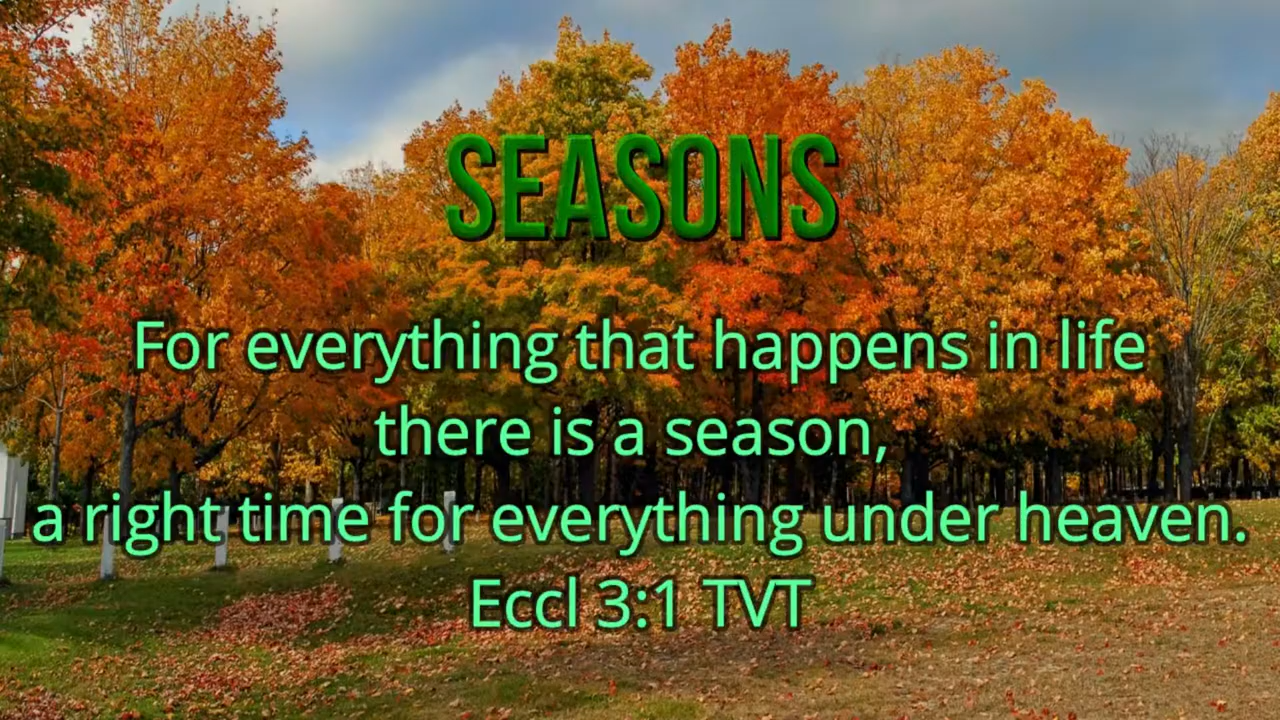 SEASONS
For everything that happens in life
there is a season,
a right time for everything under heaven.
Eccl 3:1 TVT